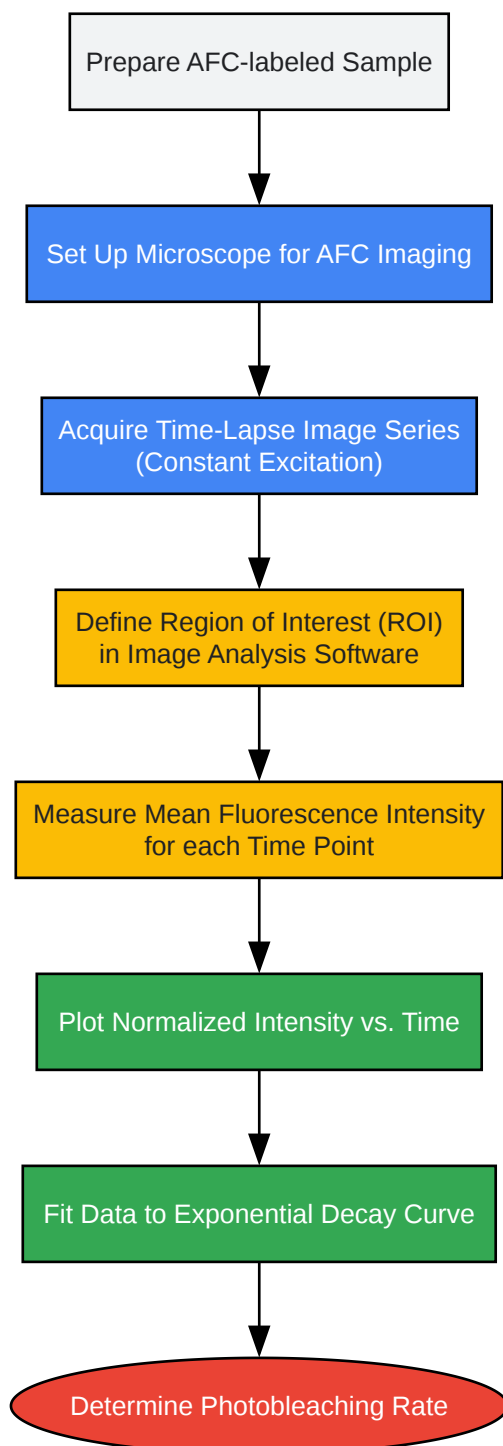 Prepare AFC-labeled Sample
Set Up Microscope for AFC Imaging
Acquire Time-Lapse Image Series
(Constant Excitation)
Define Region of Interest (ROI)
in Image Analysis Software
Measure Mean Fluorescence Intensity
for each Time Point
Plot Normalized Intensity vs. Time
Fit Data to Exponential Decay Curve
Determine Photobleaching Rate